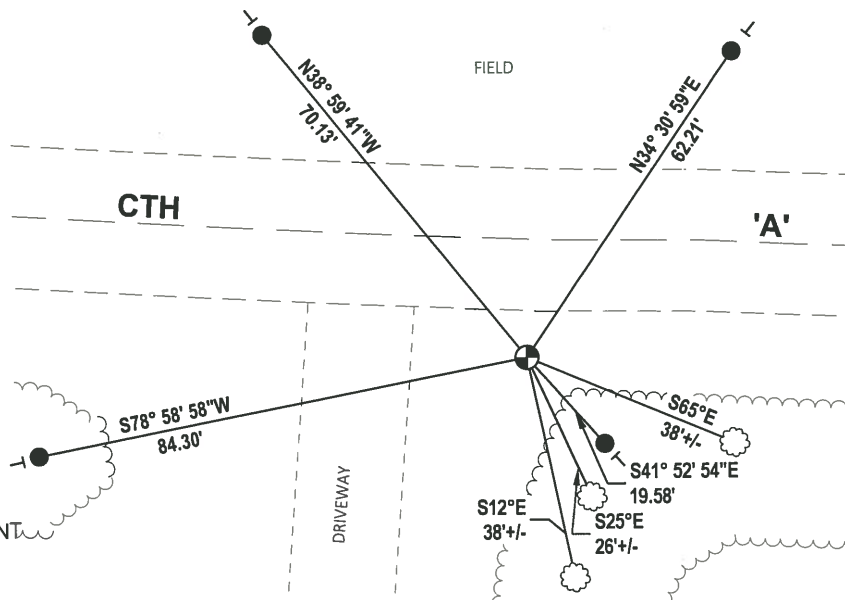 FIELD
N38° 59' 41"W
70.13'
N34° 30' 59"E
62.21'
CTH
'A'
S78° 58' 58"W
84.30'
DRIVEWAY
S65°E
38'+/-
S41° 52' 54"E
19.58'
S12°E
38'+/-
S25°E
26'+/-
NT